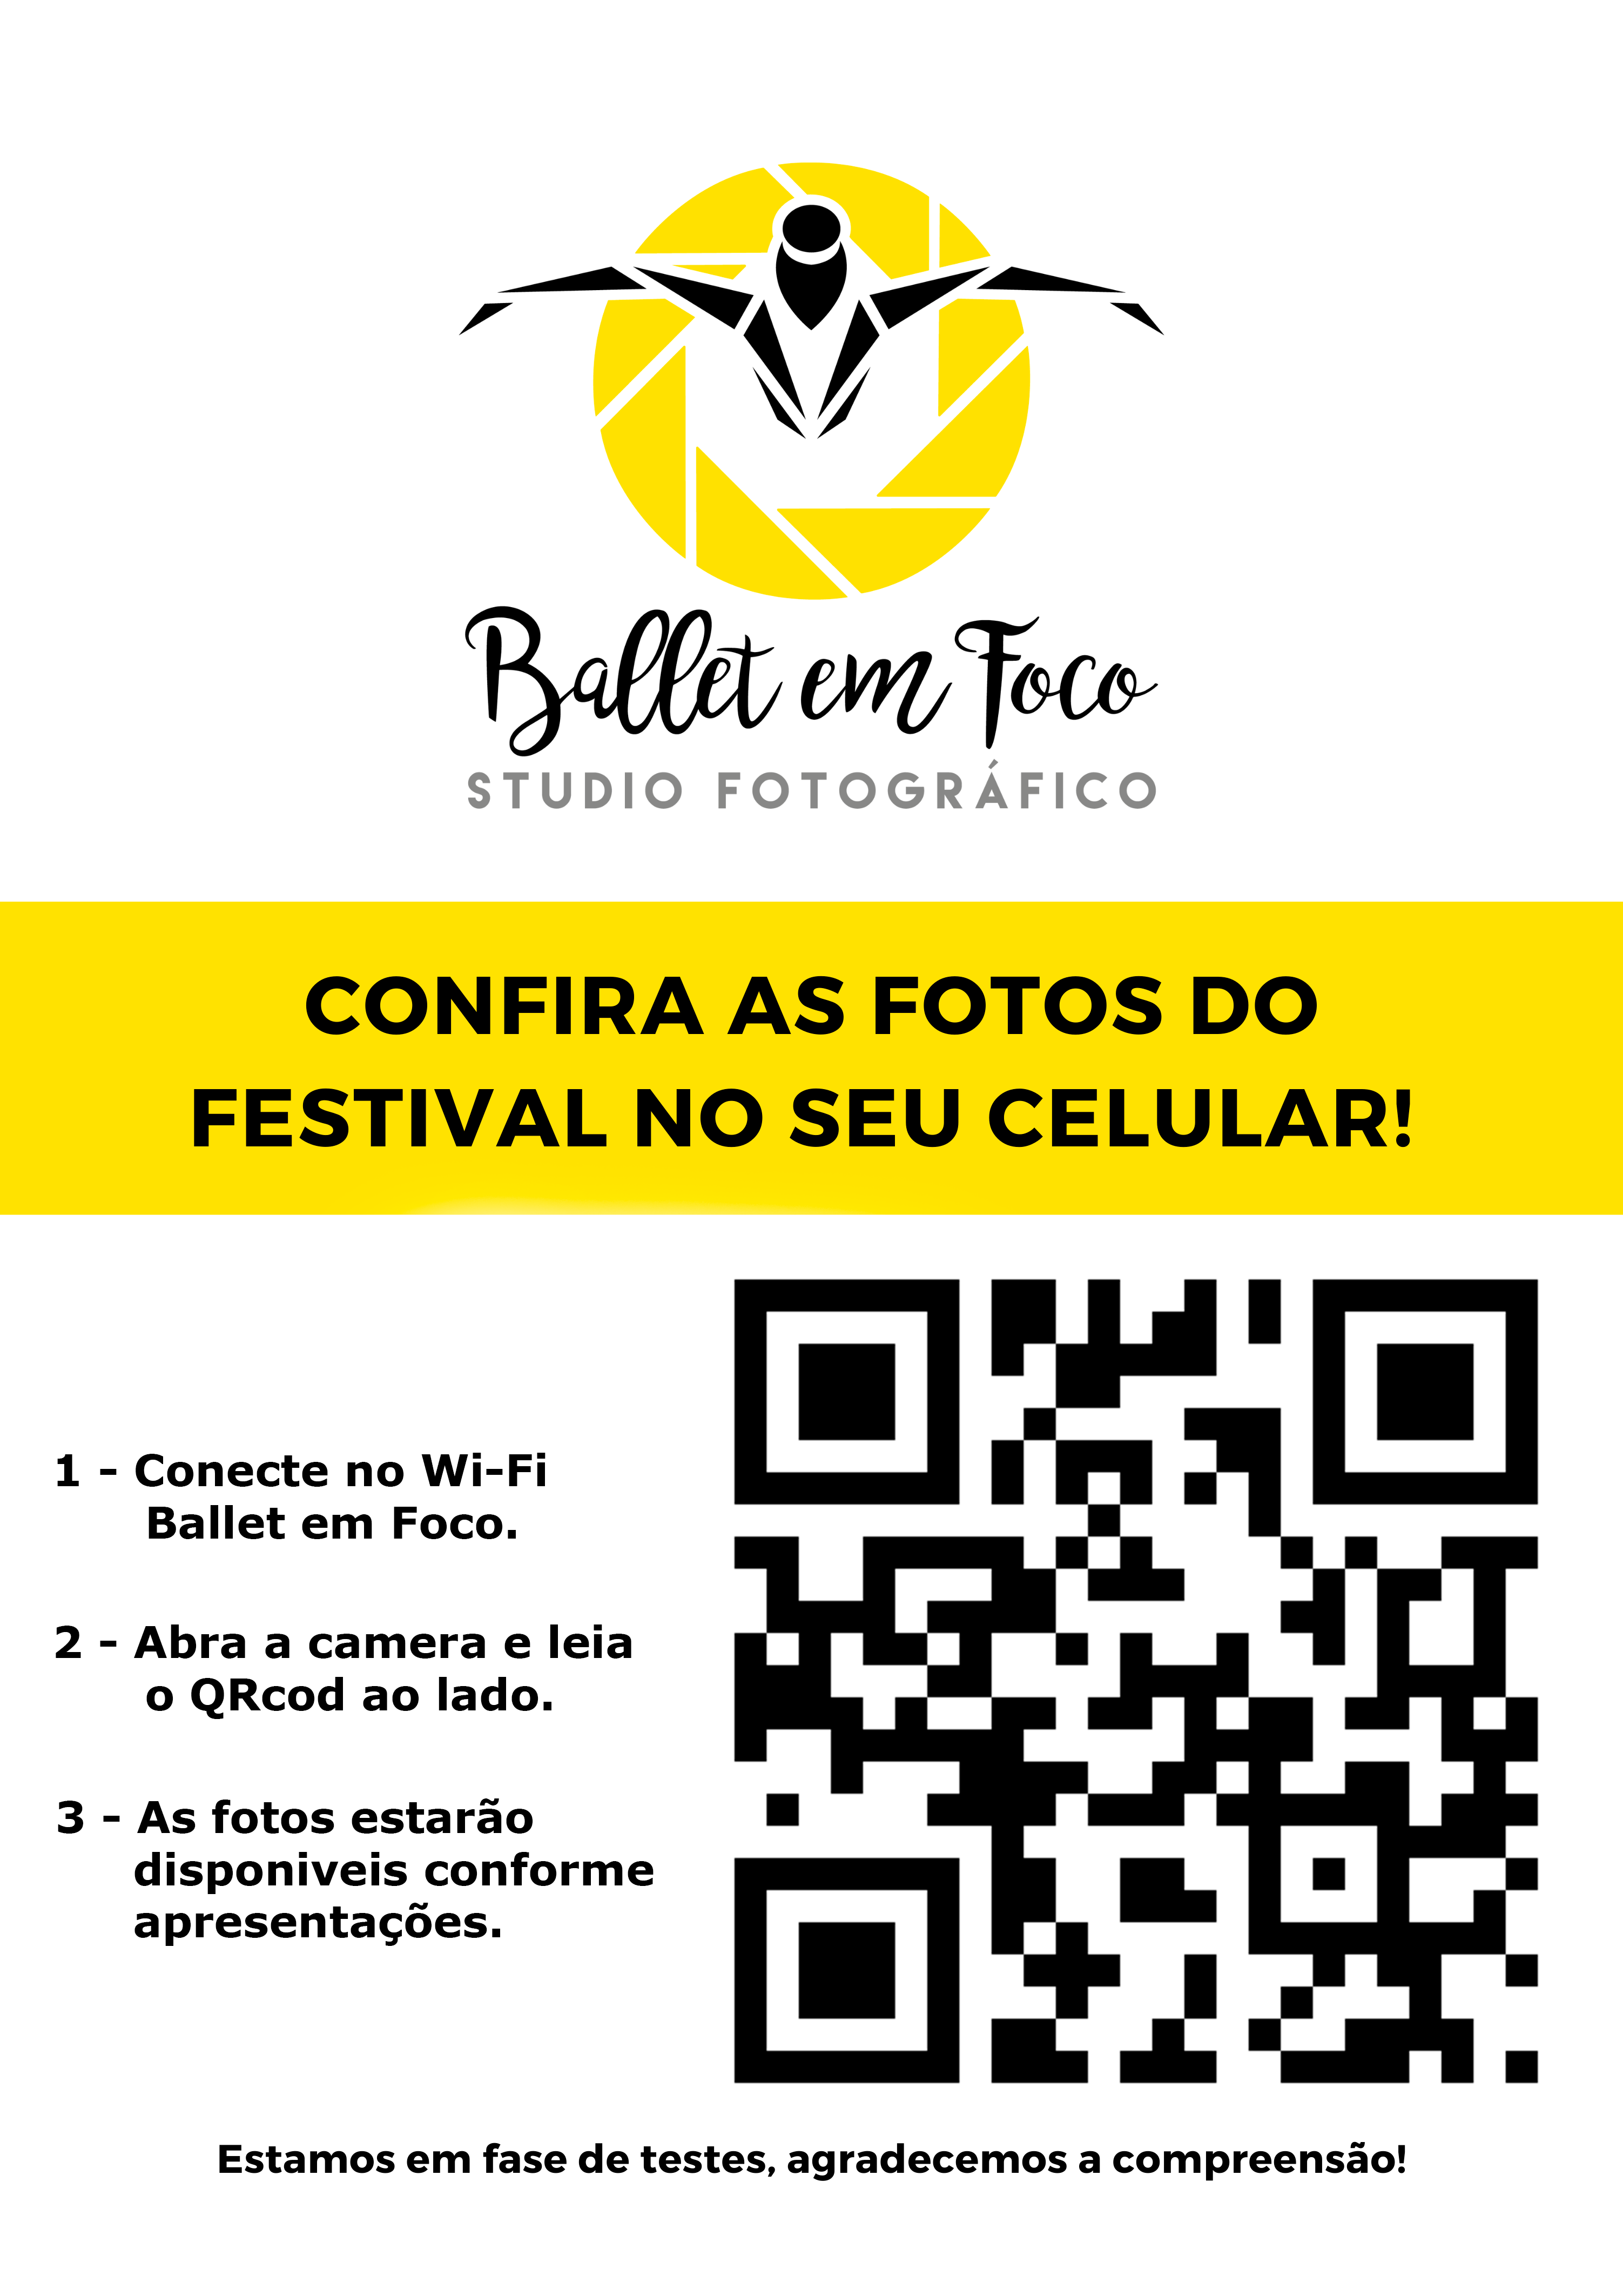 Ballet em Foco
STUDIO FOTOGRÁFICO
CONFIRA AS FOTOS DO
FESTIVAL NO SEU CELULAR!
1 - Conecte no Wi-Fi
Ballet em Foco.
2 - Abra a camera e leia
o QRcod ao lado.
3 - As fotos estarão
disponiveis conforme
apresentações.
Estamos em fase de testes, agradecemos a compreensão!